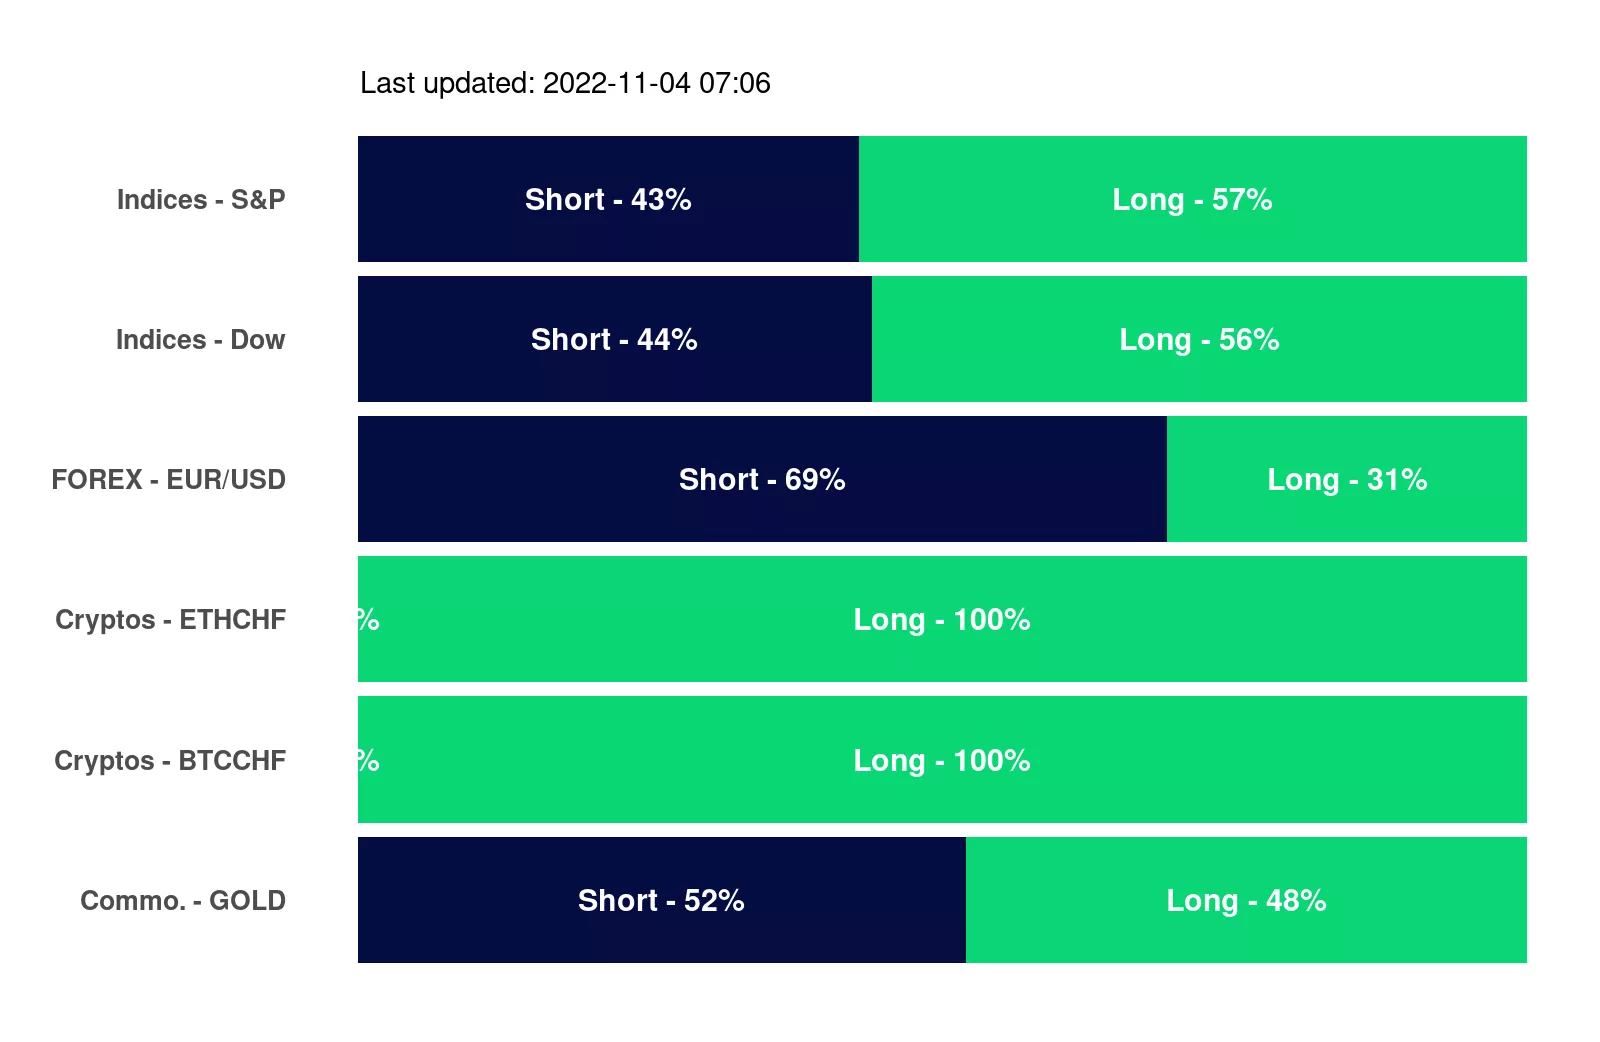 Last updated: 2022-11-04 07:06
Indices - S&P Short - 43% Long - 57%
Indices - Dow Short - 44% Long - 56%
FOREX - EUR/USD Short - 69% Long - 31%
Cryptos - ETHCHF % Long - 100%
Cryptos - BTCCHF % Long - 100%
Commo. - GOLD Short - 52% Long - 48%